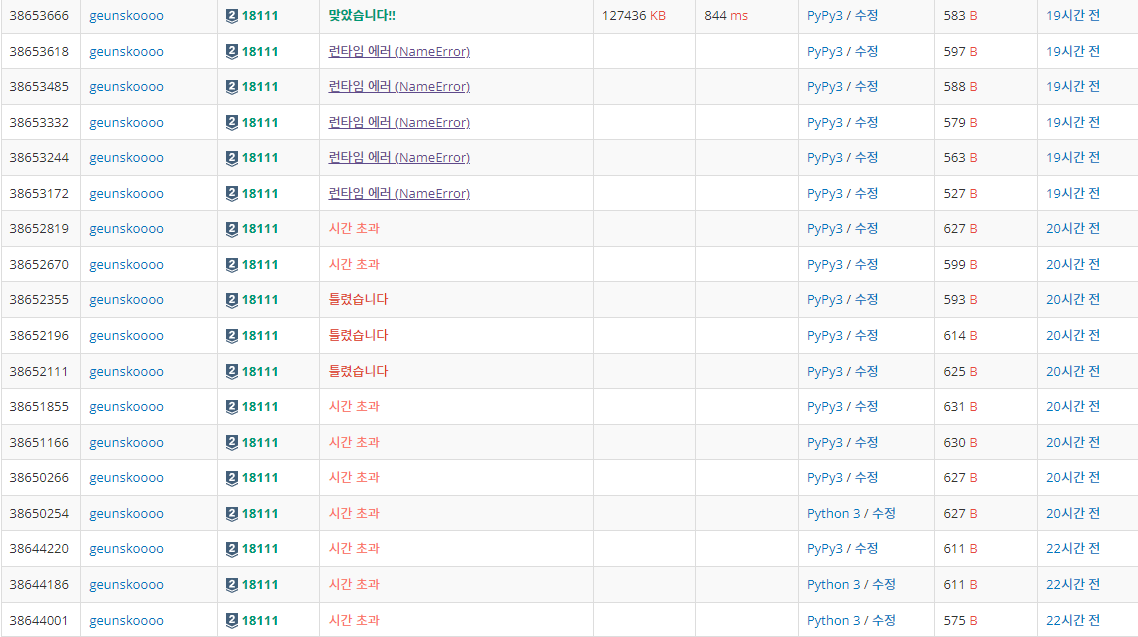 38653666 geunskoooo 2 18111 맞았습니다!! 127436 KB 844 ms PyPy3 / 수정 583 B 19시간 전
38653618 geunskoooo 2 18111 런타임 에러 (NameError) PyPy3 / 수정 597 B 19시간 전
38653485 geunskoooo 2 18111 런타임 에러 (NameError) PyPy3 / 수정 588 B 19시간 전
38653332 geunskoooo 2 18111 런타임 에러 (NameError) PyPy3 / 수정 579 B 19시간 전
38653244 geunskoooo 2 18111 런타임 에러 (NameError) PyPy3 / 수정 563 B 19시간 전
38653172 geunskoooo 2 18111 런타임 에러 (NameError) PyPy3 / 수정 527 B 19시간 전
38652819 geunskoooo 2 18111 시간 초과 PyPy3 / 수정 627 B 20시간 전
38652670 geunskoooo 2 18111 시간 초과 PyPy3 / 수정 599 B 20시간 전
38652355 geunskoooo 2 18111 틀렸습니다 PyPy3 / 수정 593 B 20시간 전
38652196 geunskoooo 2 18111 틀렸습니다 PyPy3 / 수정 614 B 20시간 전
38652111 geunskoooo 2 18111 틀렸습니다 PyPy3 / 수정 625 B 20시간 전
38651855 geunskoooo 2 18111 시간 초과 PyPy3 / 수정 631 B 20시간 전
38651166 geunskoooo 2 18111 시간 초과 PyPy3 / 수정 630 B 20시간 전
38650266 geunskoooo 2 18111 시간 초과 PyPy3 / 수정 627 B 20시간 전
38650254 geunskoooo 2 18111 시간 초과 Python 3 / 수정 627 B 20시간 전
38644220 geunskoooo 2 18111 시간 초과 PyPy3 / 수정 611 B 22시간 전
38644186 geunskoooo 2 18111 시간 초과 Python 3 / 수정 611 B 22시간 전
38644001 geunskoooo 2 18111 시간 초과 Python 3 / 수정 575 B 22시간 전